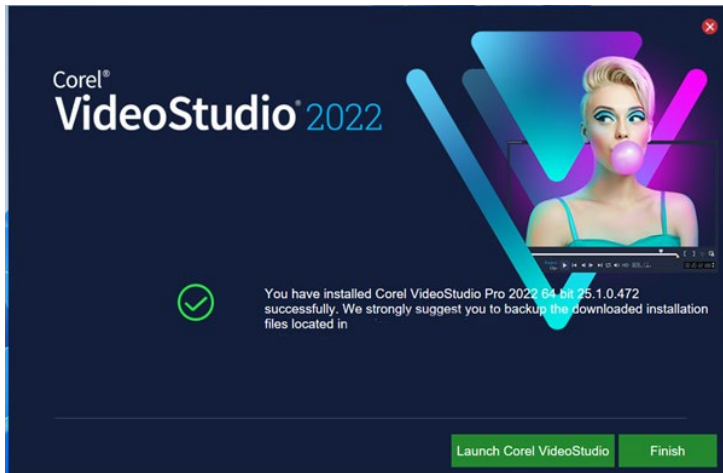 Corel®
VideoStudio® 2022
You have installed Corel VideoStudio Pro 2022 64 bit 25.1.0.472
successfully. We strongly suggest you to backup the downloaded installation
files located in
Launch Corel VideoStudio
Finish